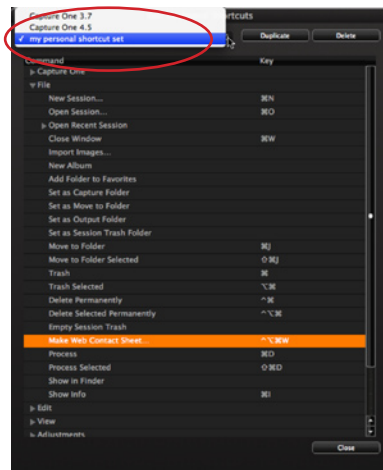 Capture One 3.7
Capture One 4.5
✓ my personal shortcut set
rtcuts
Duplicate
Delete
Command Key
Capture One
File
New Session... ⌘N
Open Session... ⌘O
Open Recent Session
Close Window ⌘W
Import Images...
New Album
Add Folder to Favorites
Set as Capture Folder
Set as Move to Folder
Set as Output Folder
Set as Session Trash Folder
Move to Folder ⌘J
Move to Folder Selected ⇧⌘J
Trash ⌘
Trash Selected ⌥⌘
Delete Permanently ^⌘
Delete Selected Permanently ^⌥⌘
Empty Session Trash
Make Web Contact Sheet... ^⌥⌘W
Process ⌘D
Process Selected ⇧⌘D
Show in Finder
Show Info ⌘I
Edit
View
Adjustments
Close